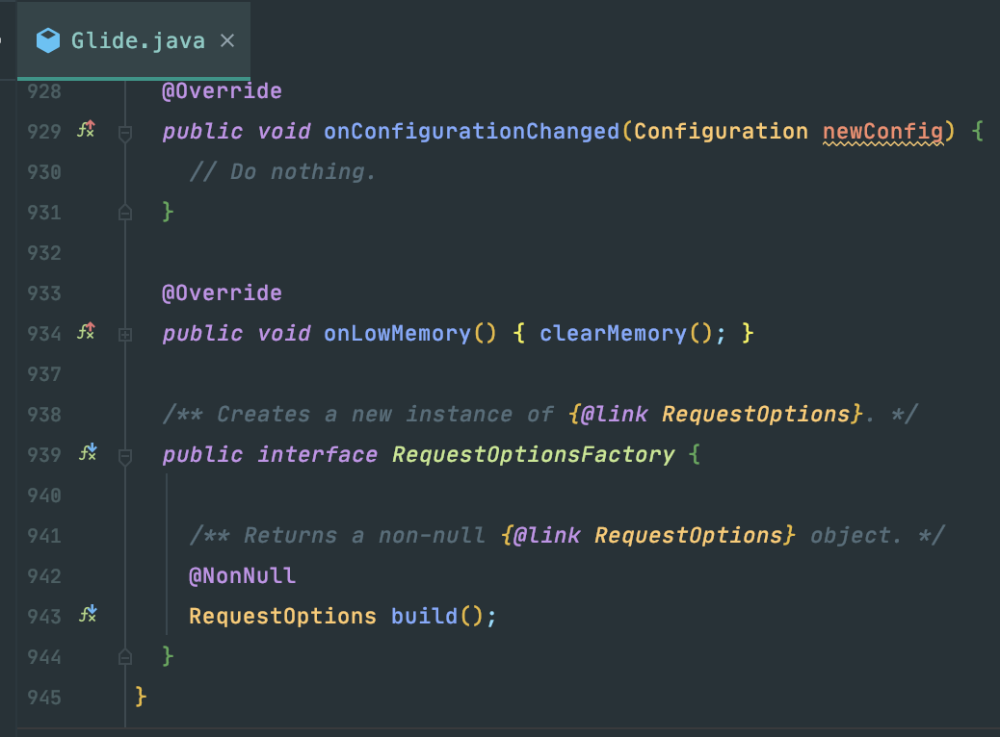 Glide.java
928 @Override
929 public void onConfigurationChanged(Configuration newConfig) {
930 // Do nothing.
931 }
932
933 @Override
934 public void onLowMemory() { clearMemory(); }
937
938 /** Creates a new instance of {@link RequestOptions}. */
939 public interface RequestOptionsFactory {
940
941 /** Returns a non-null {@link RequestOptions} object. */
942 @NonNull
943 RequestOptions build();
944 }
945 }